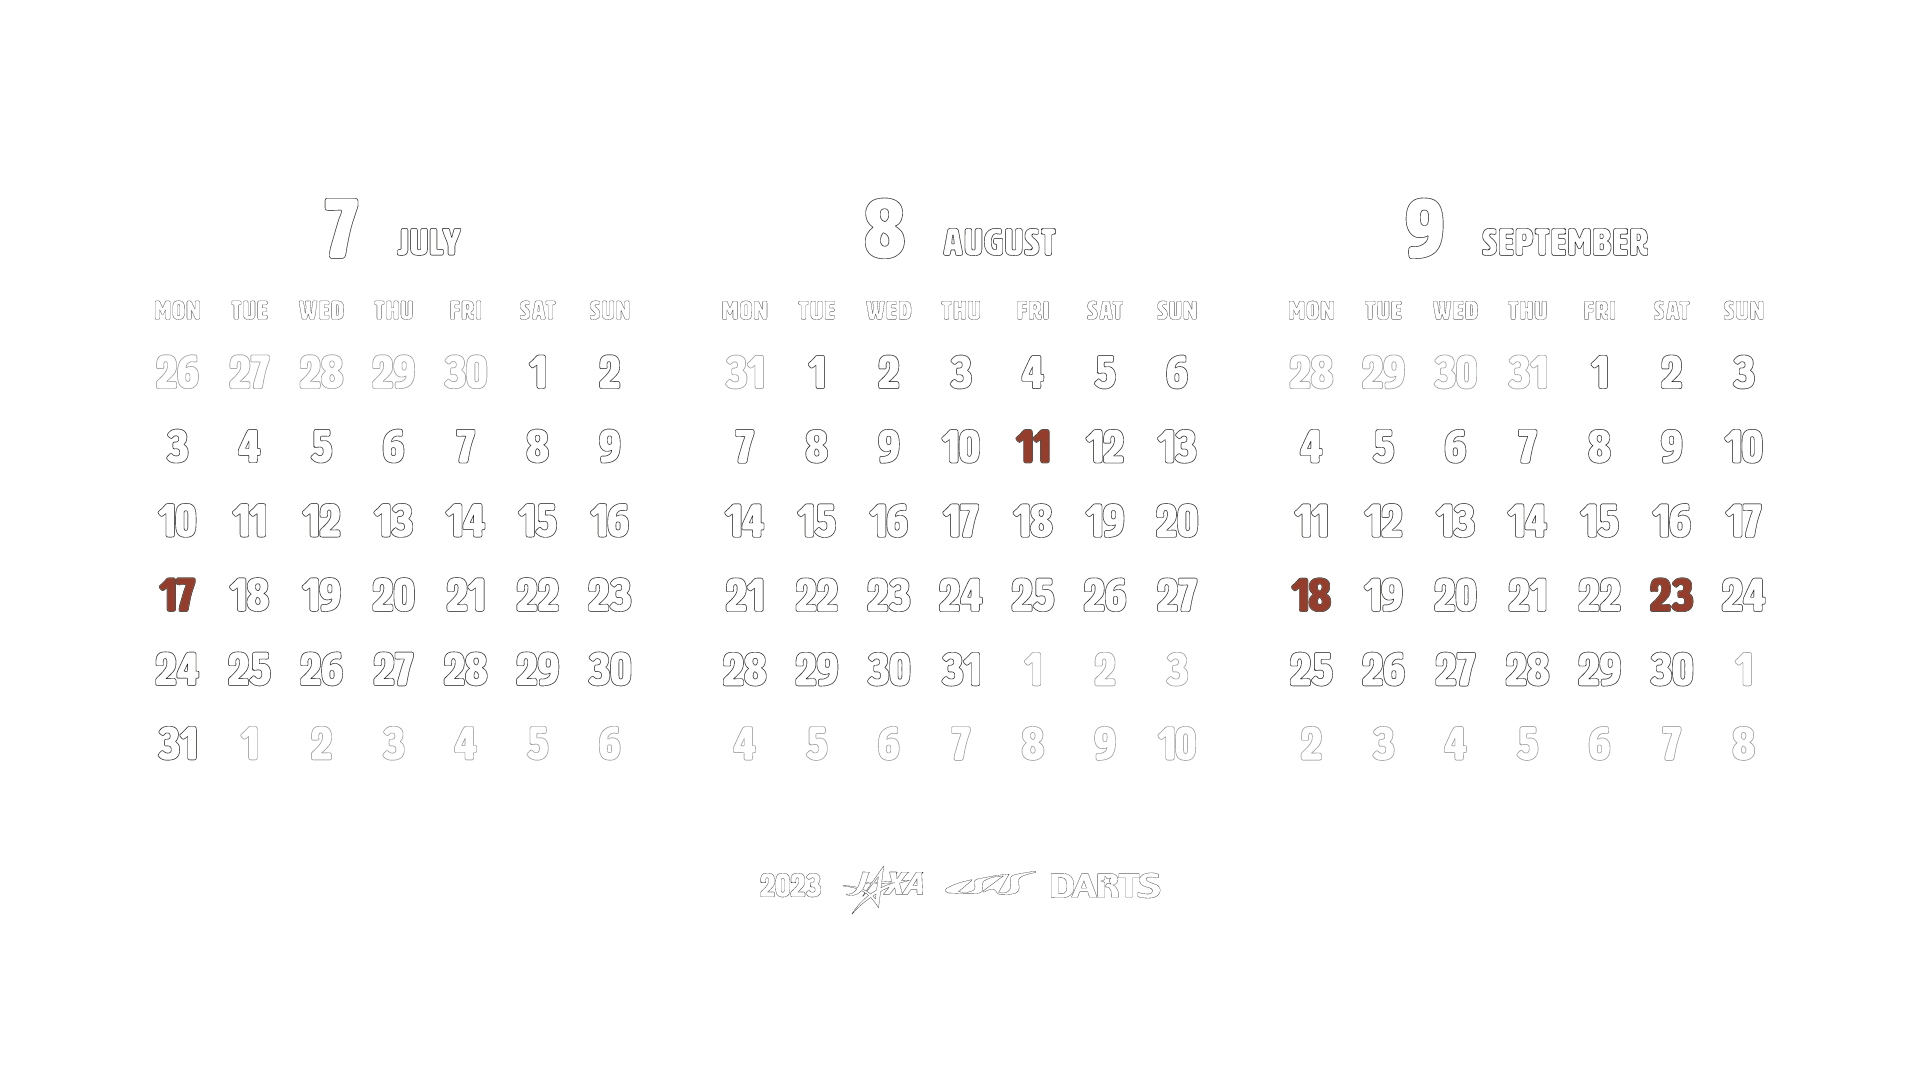 7 JULY
MON TUE WED THU FRI SAT SUN
26 27 28 29 30 1 2
3 4 5 6 7 8 9
10 11 12 13 14 15 16
17 18 19 20 21 22 23
24 25 26 27 28 29 30
31 1 2 3 4 5 6
8 AUGUST
MON TUE WED THU FRI SAT SUN
31 1 2 3 4 5 6
7 8 9 10 11 12 13
14 15 16 17 18 19 20
21 22 23 24 25 26 27
28 29 30 31 1 2 3
4 5 6 7 8 9 10
9 SEPTEMBER
MON TUE WED THU FRI SAT SUN
28 29 30 31 1 2 3
4 5 6 7 8 9 10
11 12 13 14 15 16 17
18 19 20 21 22 23 24
25 26 27 28 29 30 1
2 3 4 5 6 7 8
2023 JAXA ISAS DARTS